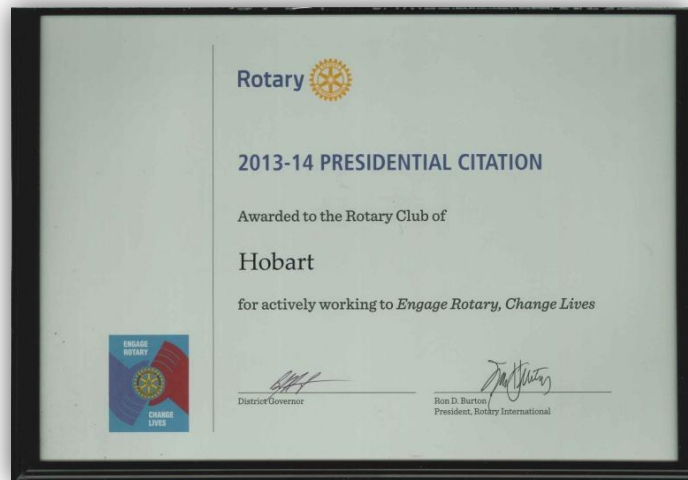 Rotary
2013-14 PRESIDENTIAL CITATION
Awarded to the Rotary Club of
Hobart
for actively working to Engage Rotary, Change Lives
ENGAGE
ROTARY
CHANGE
LIVES
District Governor
Ron D. Burton
President, Rotary International